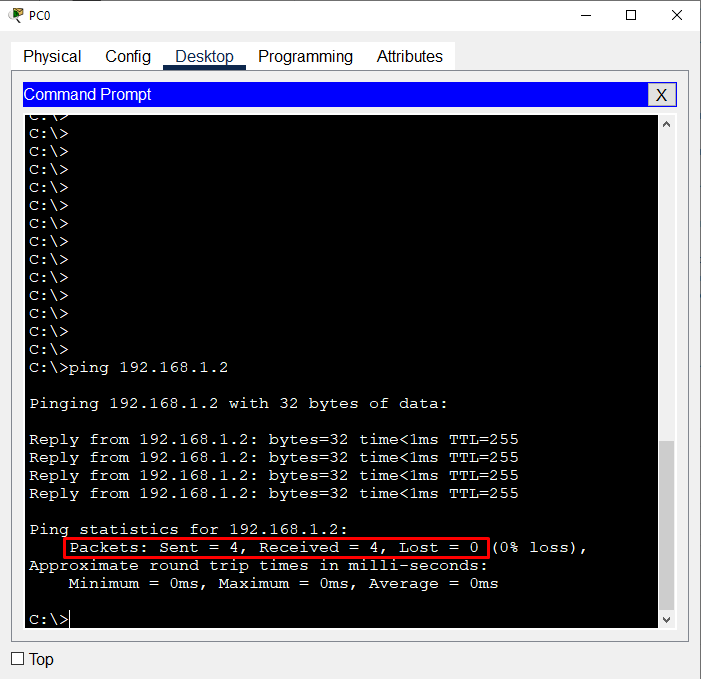 PC0
Physical Config Desktop Programming Attributes
Command Prompt X
C:\>
C:\>
C:\>
C:\>
C:\>
C:\>
C:\>
C:\>
C:\>
C:\>
C:\>
C:\>
C:\>
C:\>
C:\>ping 192.168.1.2
Pinging 192.168.1.2 with 32 bytes of data:
Reply from 192.168.1.2: bytes=32 time<1ms TTL=255
Reply from 192.168.1.2: bytes=32 time<1ms TTL=255
Reply from 192.168.1.2: bytes=32 time<1ms TTL=255
Reply from 192.168.1.2: bytes=32 time<1ms TTL=255
Ping statistics for 192.168.1.2:
Packets: Sent = 4, Received = 4, Lost = 0 (0% loss),
Approximate round trip times in milli-seconds:
Minimum = 0ms, Maximum = 0ms, Average = 0ms
C:\>
Top